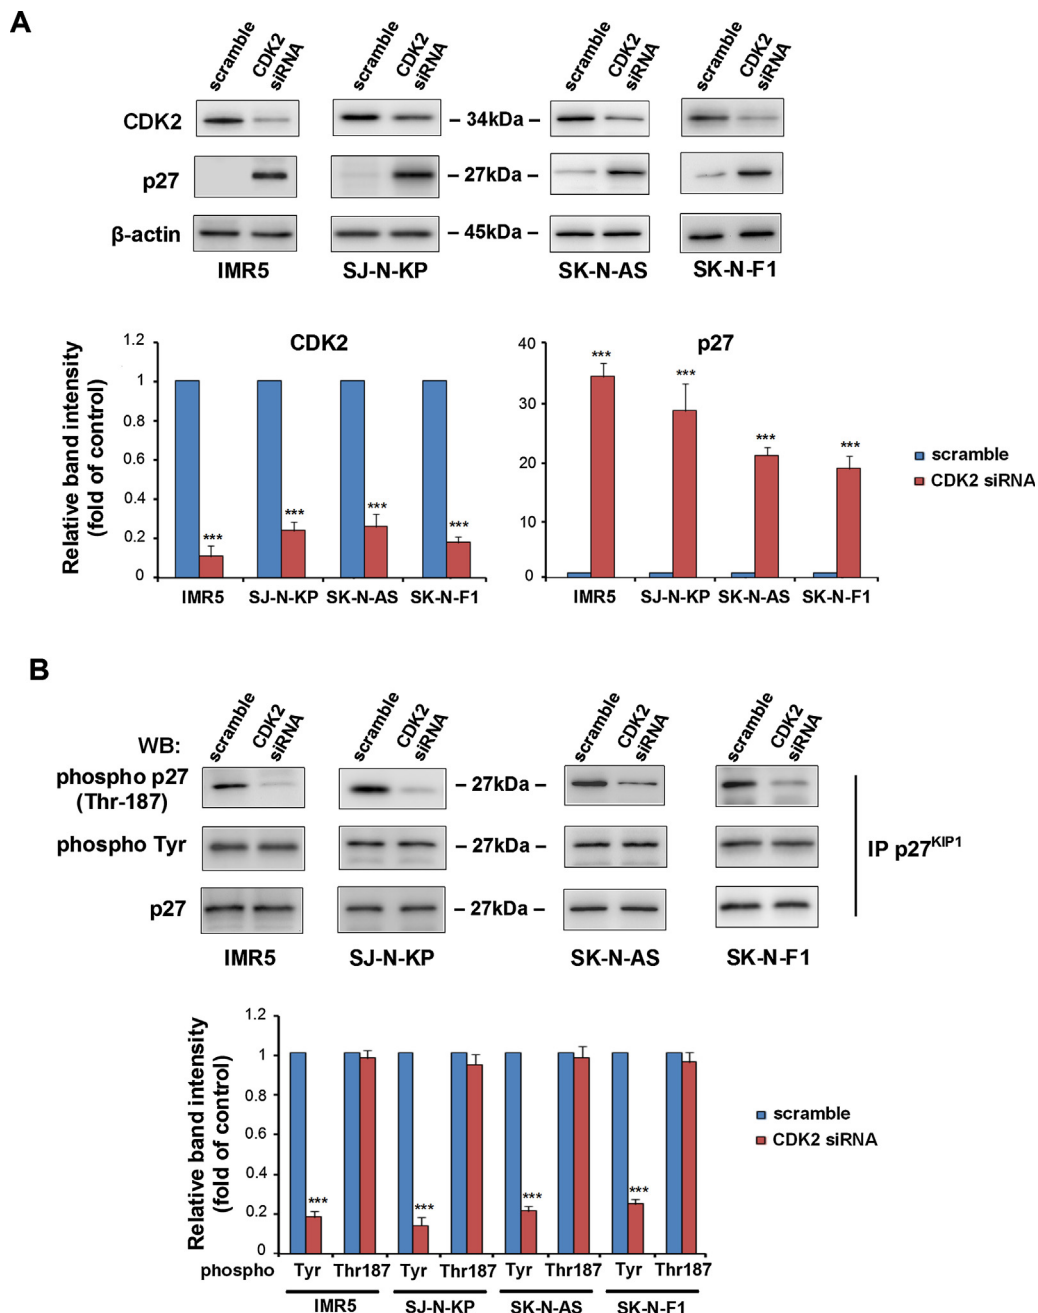 A
scramble CDK2 siRNA scramble CDK2 siRNA scramble CDK2 siRNA scramble CDK2 siRNA
CDK2 – 34kDa –
p27 – 27kDa –
β-actin – 45kDa –
IMR5 SJ-N-KP SK-N-AS SK-N-F1
CDK2
Relative band intensity
(fold of control)
1.2
1
0.8
0.6
0.4
0.2
0
*** *** *** ***
IMR5 SJ-N-KP SK-N-AS SK-N-F1
p27
40
30
20
10
0
*** *** *** ***
IMR5 SJ-N-KP SK-N-AS SK-N-F1
scramble
CDK2 siRNA
B
WB: scramble CDK2 siRNA scramble CDK2 siRNA scramble CDK2 siRNA scramble CDK2 siRNA
phospho p27
(Thr-187) – 27kDa –
phospho Tyr – 27kDa –
p27 – 27kDa –
IP p27KIP1
IMR5 SJ-N-KP SK-N-AS SK-N-F1
Relative band intensity
(fold of control)
1.2
1
0.8
0.6
0.4
0.2
0
*** *** *** ***
scramble
CDK2 siRNA
phospho Tyr Thr187 Tyr Thr187 Tyr Thr187 Tyr Thr187
IMR5 SJ-N-KP SK-N-AS SK-N-F1